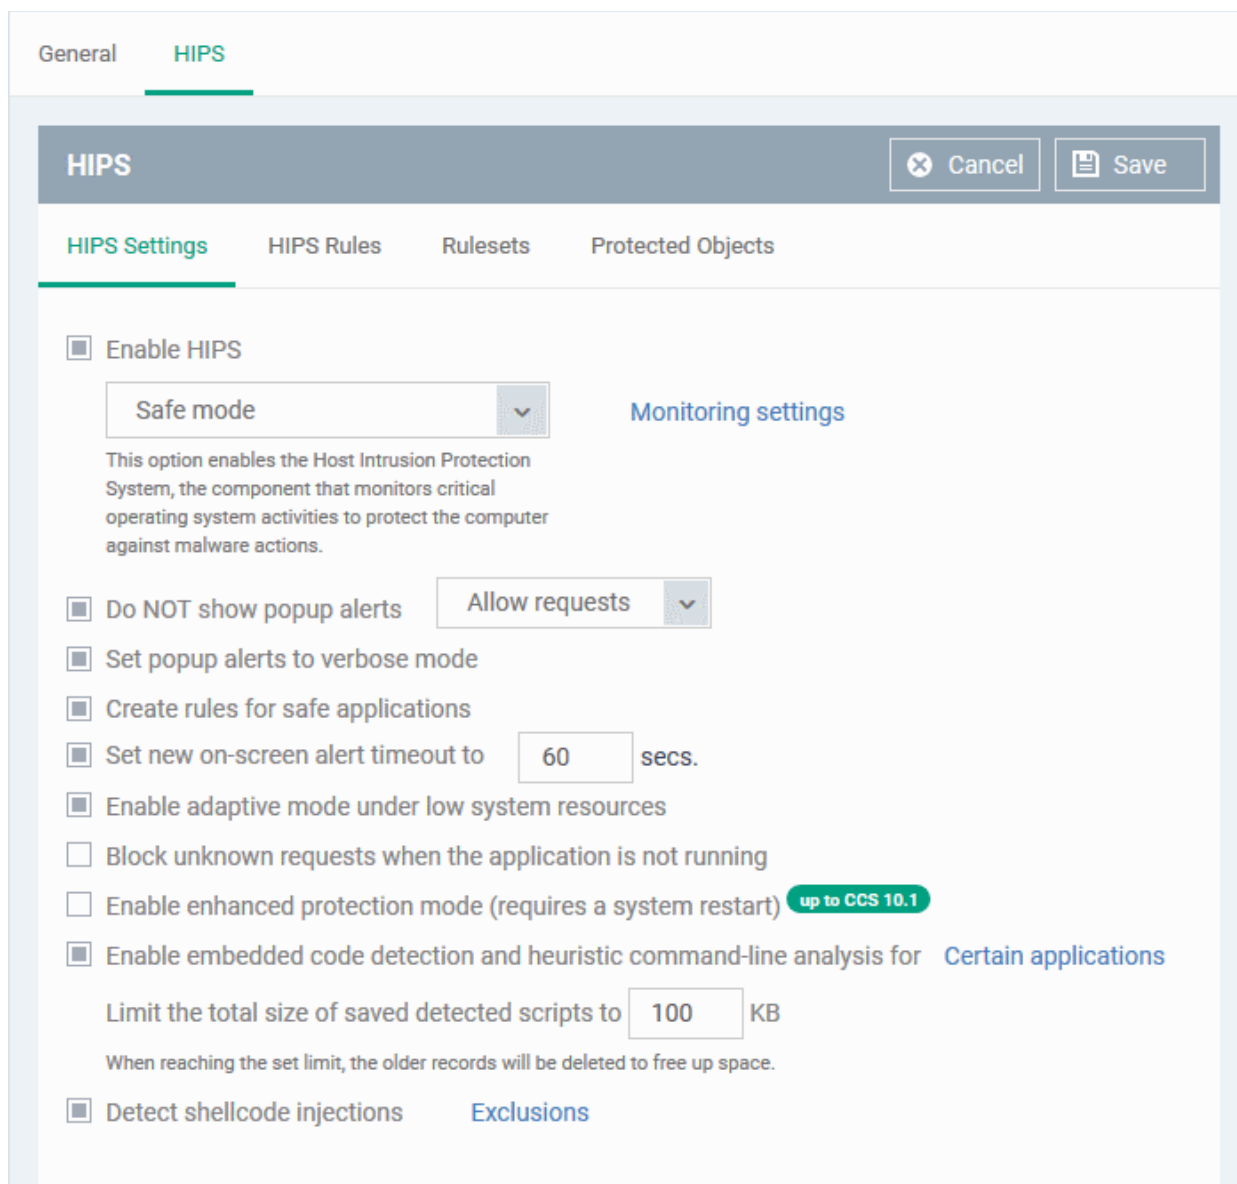 General HIPS
HIPS Cancel Save
HIPS Settings HIPS Rules Rulesets Protected Objects
Enable HIPS
Safe mode Monitoring settings
This option enables the Host Intrusion Protection
System, the component that monitors critical
operating system activities to protect the computer
against malware actions.
Do NOT show popup alerts Allow requests
Set popup alerts to verbose mode
Create rules for safe applications
Set new on-screen alert timeout to 60 secs.
Enable adaptive mode under low system resources
Block unknown requests when the application is not running
Enable enhanced protection mode (requires a system restart) up to CCS 10.1
Enable embedded code detection and heuristic command-line analysis for Certain applications
Limit the total size of saved detected scripts to 100 KB
When reaching the set limit, the older records will be deleted to free up space.
Detect shellcode injections Exclusions